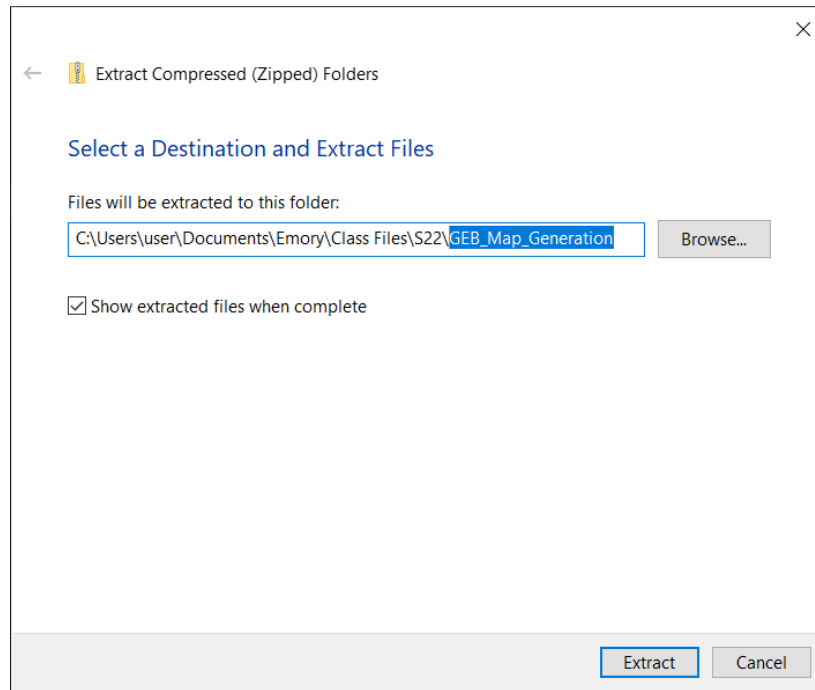 Extract Compressed (Zipped) Folders
Select a Destination and Extract Files
Files will be extracted to this folder:
C:\Users\user\Documents\Emory\Class Files\S22\GEB_Map_Generation
Browse...
Show extracted files when complete
Extract
Cancel